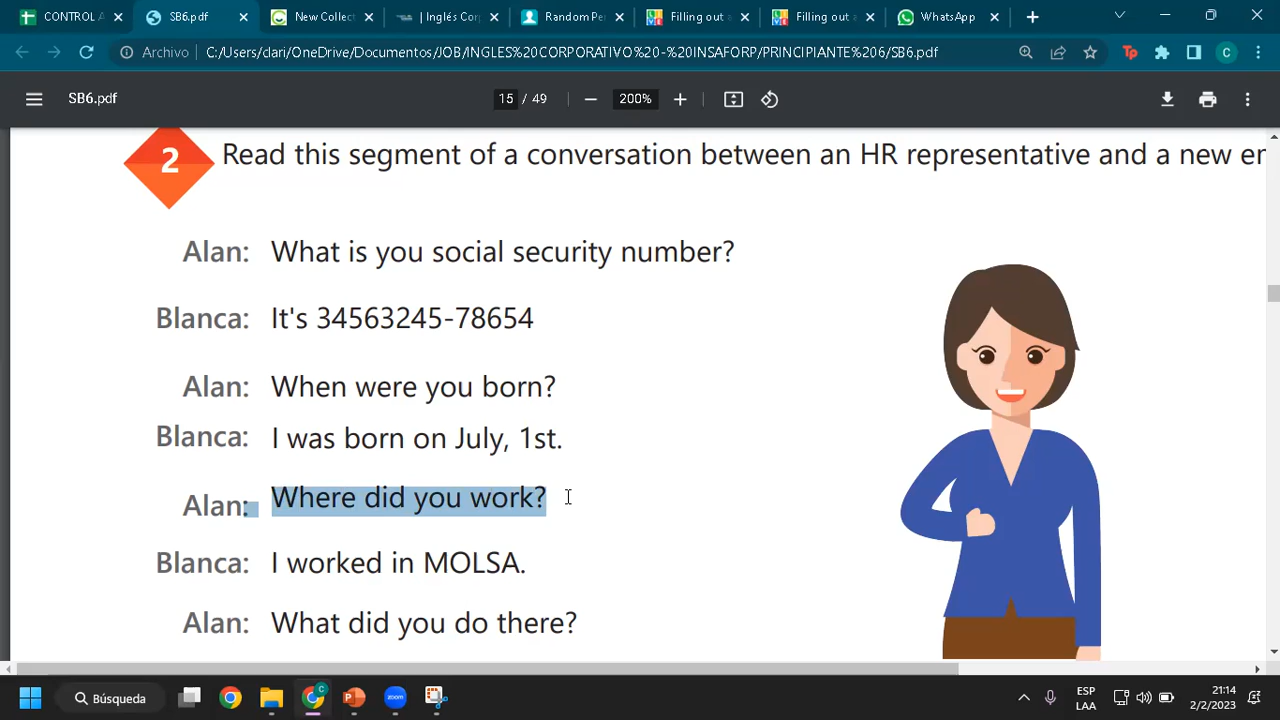 CONTROL A
SB6.pdf
New Collect
| Inglés Cor
Random Pe
Filling out a
Filling out a
WhatsApp
Archivo
C:/Users/clari/OneDrive/Documentos/JOB/INGLES%20CORPORATIVO%20-%20INSAFORP/PRINCIPIANTE%206/SB6.pdf
Tp
C
SB6.pdf
15 / 49
200%
2
Read this segment of a conversation between an HR representative and a new er
Alan: What is you social security number?
Blanca: It's 34563245-78654
Alan: When were you born?
Blanca: I was born on July, 1st.
Alan: Where did you work?
Blanca: I worked in MOLSA.
Alan: What did you do there?
Búsqueda
zoom
ESP
LAA
21:14
2/2/2023